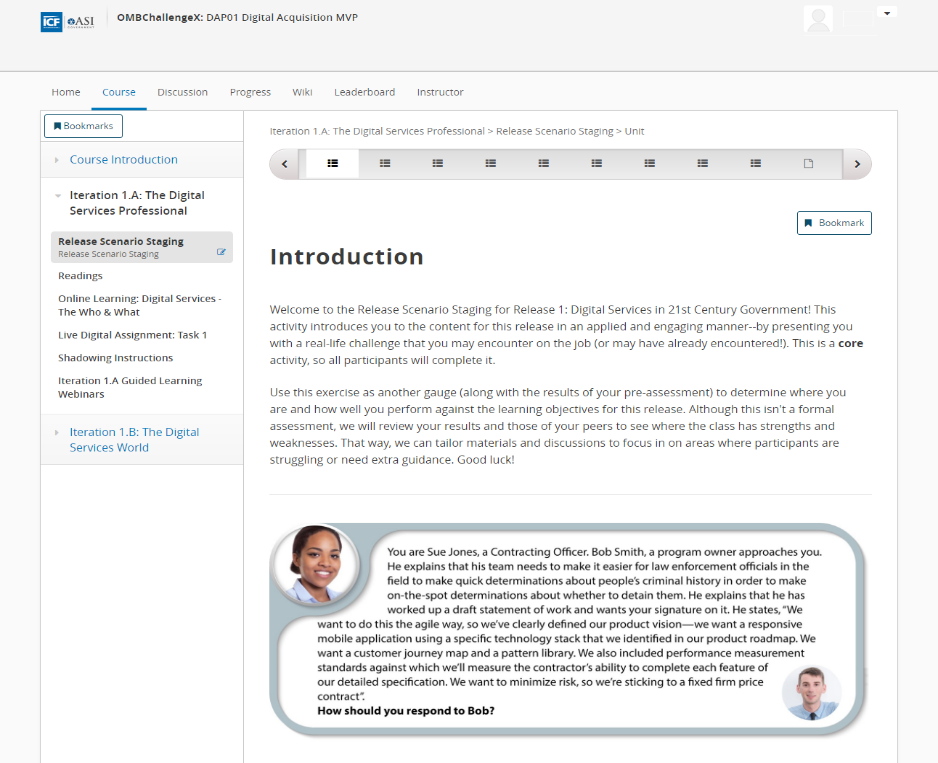 ICF ASI
OMBChallengeX: DAP01 Digital Acquisition MVP
Home Course Discussion Progress Wiki Leaderboard Instructor
Bookmarks
Course Introduction
Iteration 1.A: The Digital
Services Professional
Release Scenario Staging
Release Scenario Staging
Readings
Online Learning: Digital Services -
The Who & What
Live Digital Assignment: Task 1
Shadowing Instructions
Iteration 1.A Guided Learning
Webinars
Iteration 1.B: The Digital
Services World
Iteration 1.A: The Digital Services Professional > Release Scenario Staging > Unit
Bookmark
Introduction
Welcome to the Release Scenario Staging for Release 1: Digital Services in 21st Century Government! This
activity introduces you to the content for this release in an applied and engaging manner--by presenting you
with a real-life challenge that you may encounter on the job (or may have already encountered!). This is a core
activity, so all participants will complete it.
Use this exercise as another gauge (along with the results of your pre-assessment) to determine where you
are and how well you perform against the learning objectives for this release. Although this isn't a formal
assessment, we will review your results and those of your peers to see where the class has strengths and
weaknesses. That way, we can tailor materials and discussions to focus in on areas where participants are
struggling or need extra guidance. Good luck!
You are Sue Jones, a Contracting Officer. Bob Smith, a program owner approaches you.
He explains that his team needs to make it easier for law enforcement officials in the
field to make quick determinations about people's criminal history in order to make
on-the-spot determinations about whether to detain them. He explains that he has
worked up a draft statement of work and wants your signature on it. He states, "We
want to do this the agile way, so we've clearly defined our product vision—we want a responsive
mobile application using a specific technology stack that we identified in our product roadmap. We
want a customer journey map and a pattern library. We also included performance measurement
standards against which we'll measure the contractor's ability to complete each feature of
our detailed specification. We want to minimize risk, so we're sticking to a fixed firm price
contract".
How should you respond to Bob?